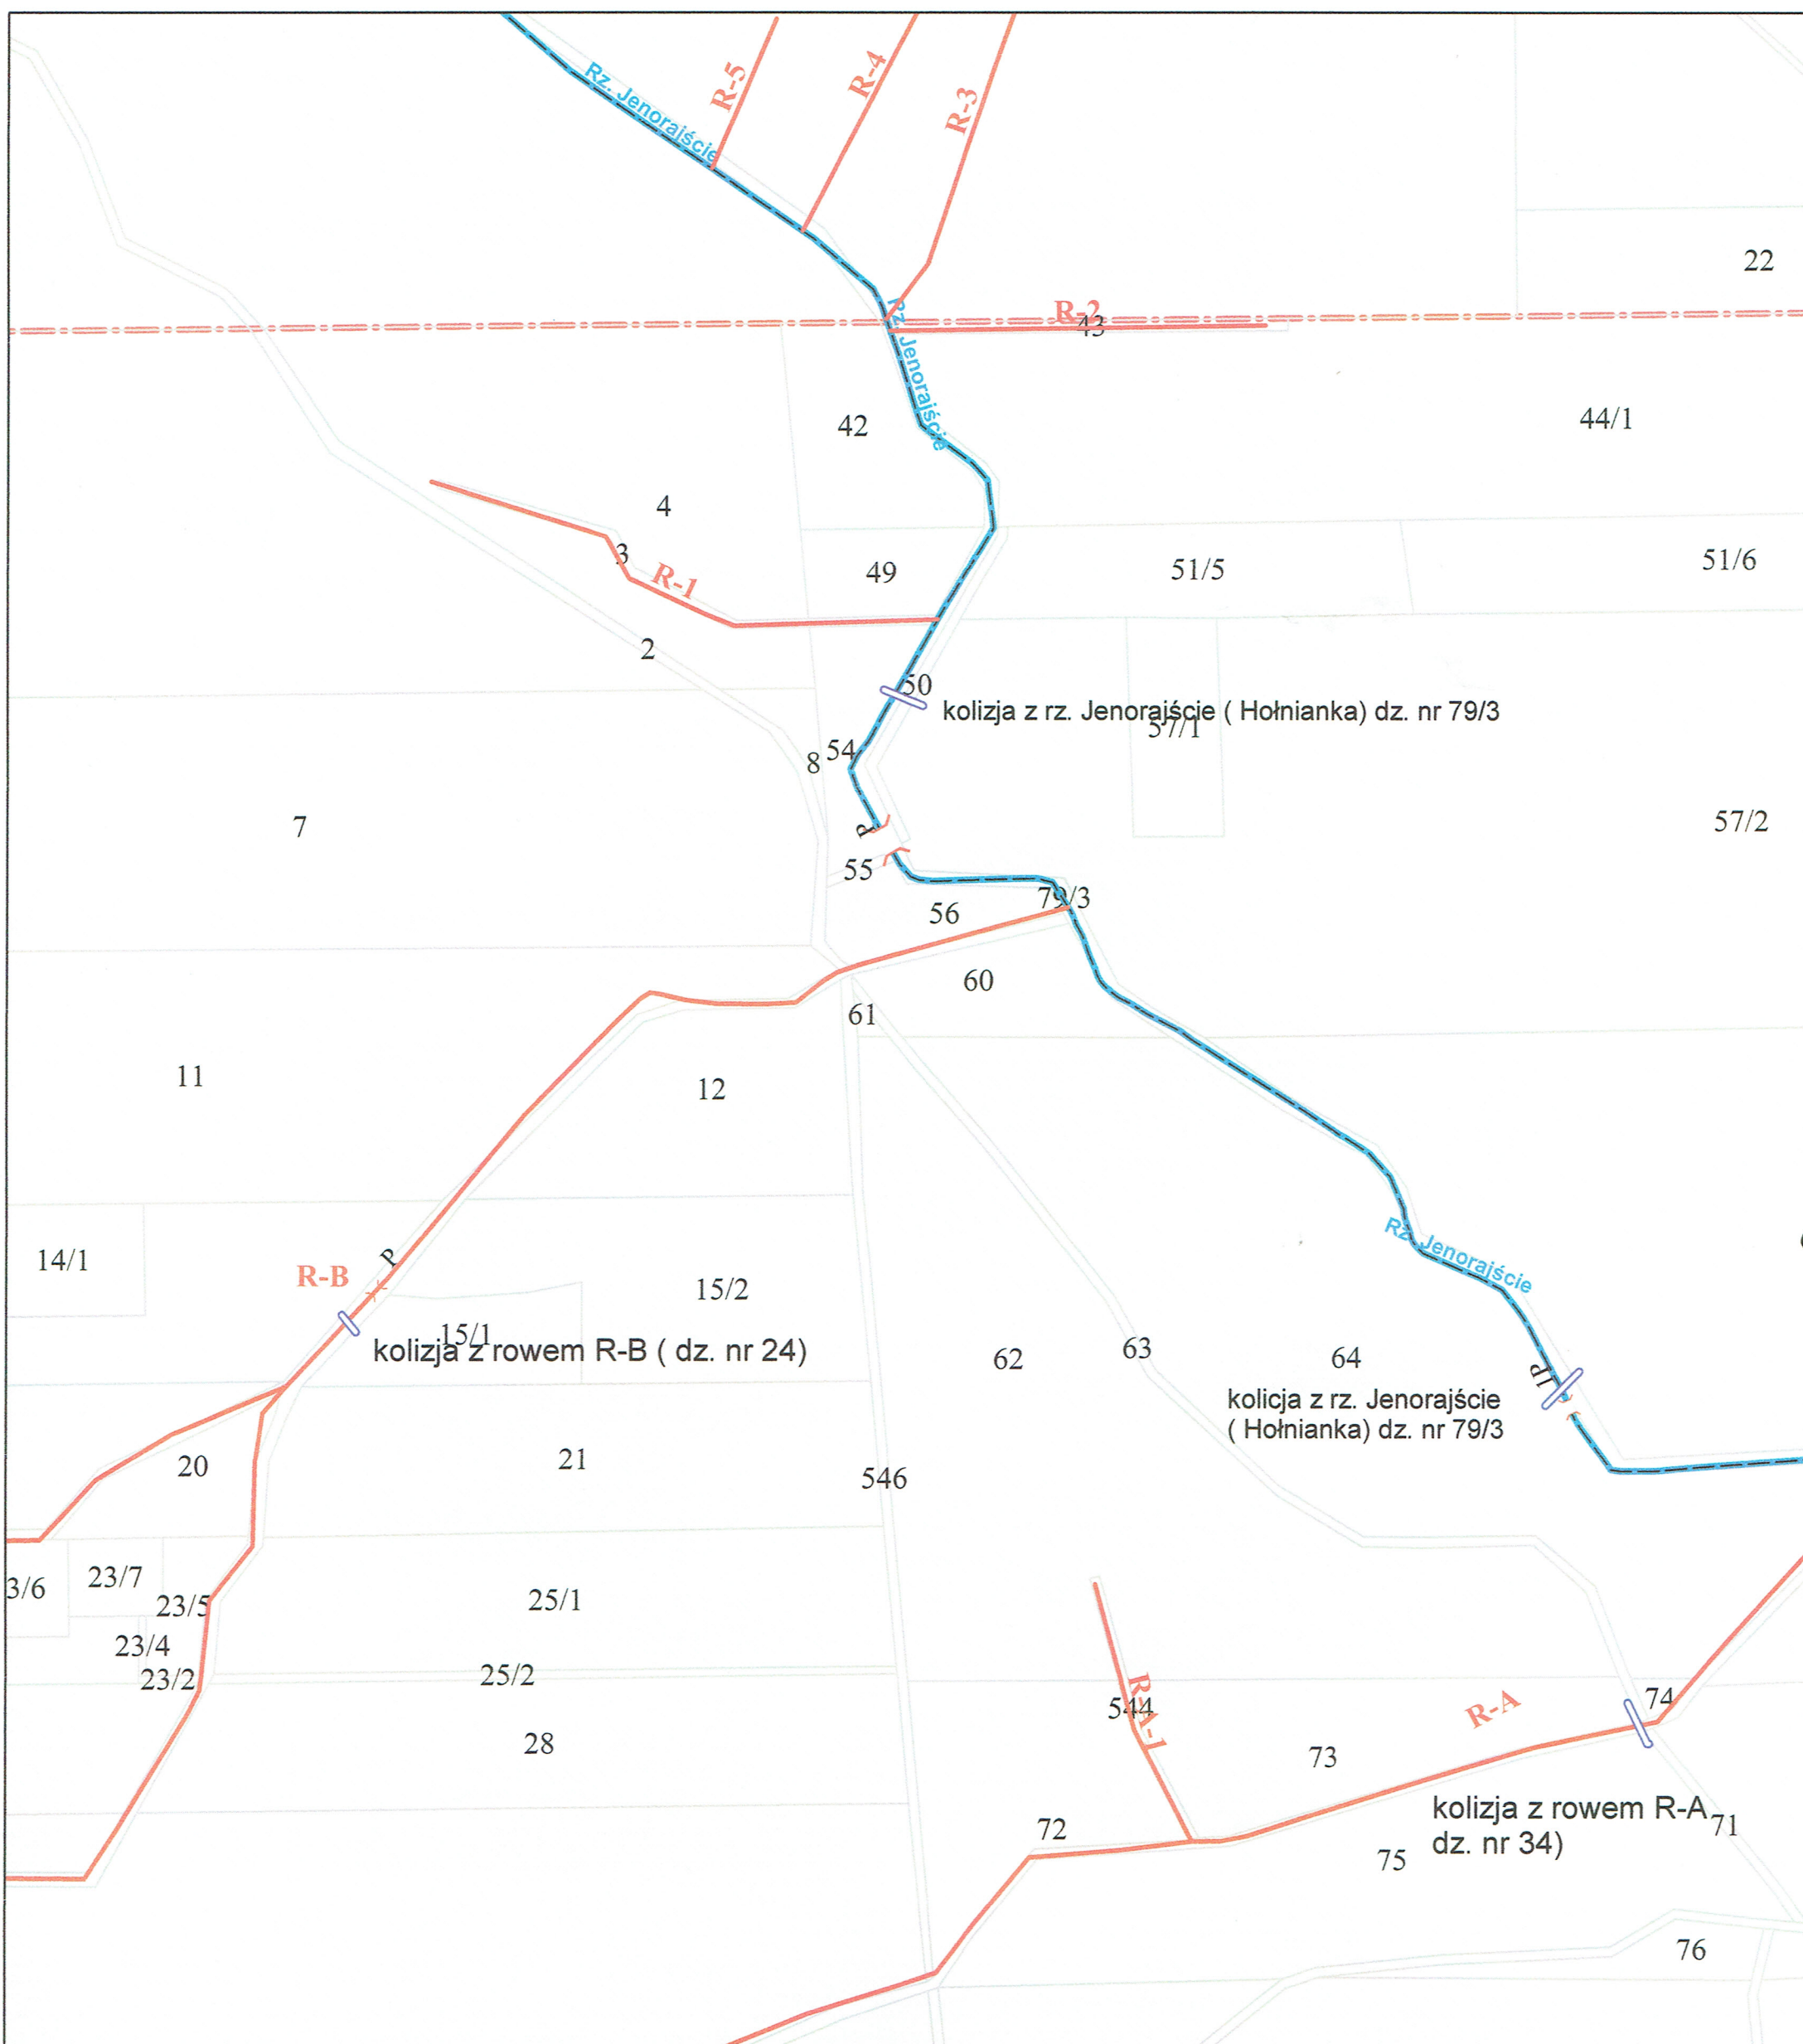 R-5
R-4
R-3
Rz. Jenorajście
22
R-2
43
Rz. Jenorajście
42
44/1
4
3
R-1
49
51/5
51/6
2
50
kolizja z rz. Jenorajście ( Hołnianka) dz. nr 79/3
57/1
54
8
7
57/2
P
55
79/3
56
60
61
11
12
14/1
P
R-B
15/2
Rz. Jenorajście
15/1
kolizja z rowem R-B ( dz. nr 24)
62
63
64
JP
kolicja z rz. Jenorajście
( Hołnianka) dz. nr 79/3
20
21
546
3/6
23/7
23/5
25/1
23/4
23/2
25/2
R-A-1
544
R-A
74
28
73
kolizja z rowem R-A
dz. nr 34)
71
72
75
76